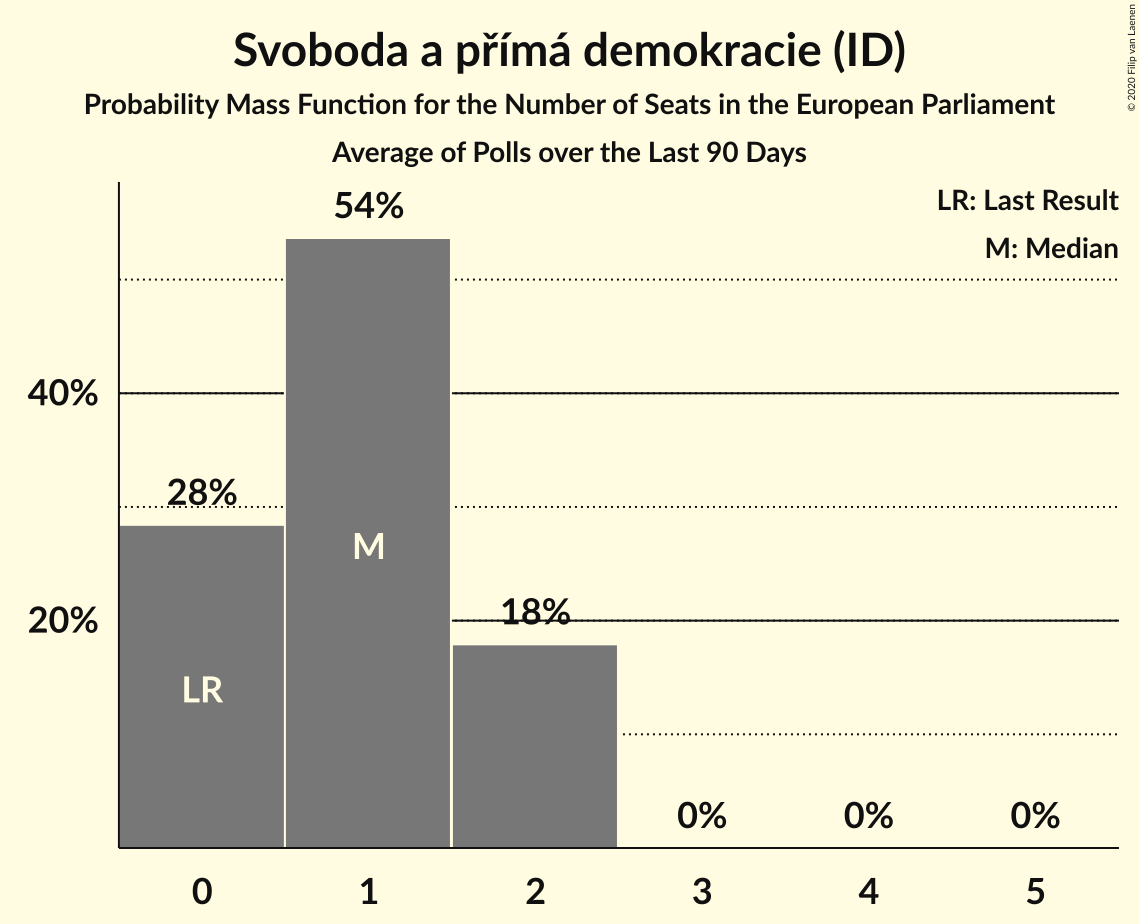 Svoboda a přímá demokracie (ID)
Probability Mass Function for the Number of Seats in the European Parliament
Average of Polls over the Last 90 Days
© 2020 Filip van Laenen
LR: Last Result
M: Median
54%
40%
28%
M
20%
18%
LR
0% 0% 0%
0 1 2 3 4 5